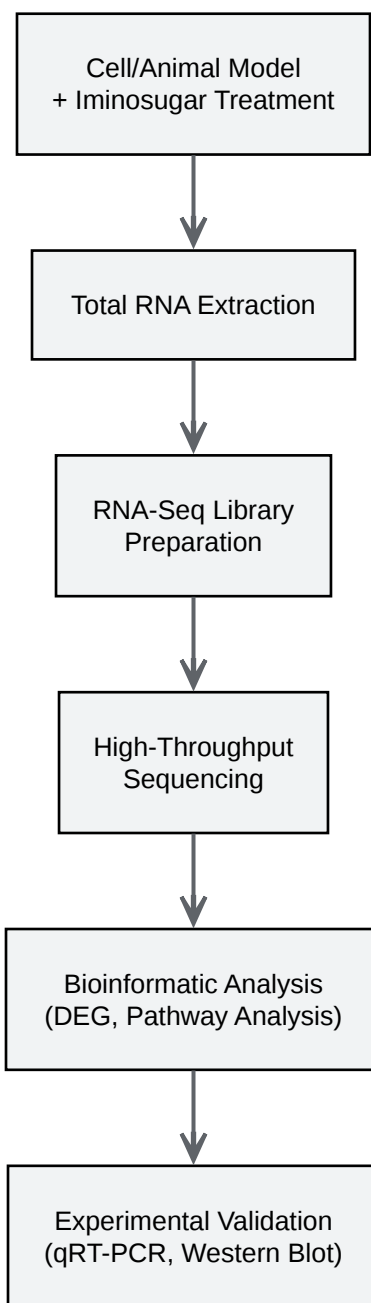 Cell/Animal Model
+ Iminosugar Treatment
Total RNA Extraction
RNA-Seq Library
Preparation
High-Throughput
Sequencing
Bioinformatic Analysis
(DEG, Pathway Analysis)
Experimental Validation
(qRT-PCR, Western Blot)